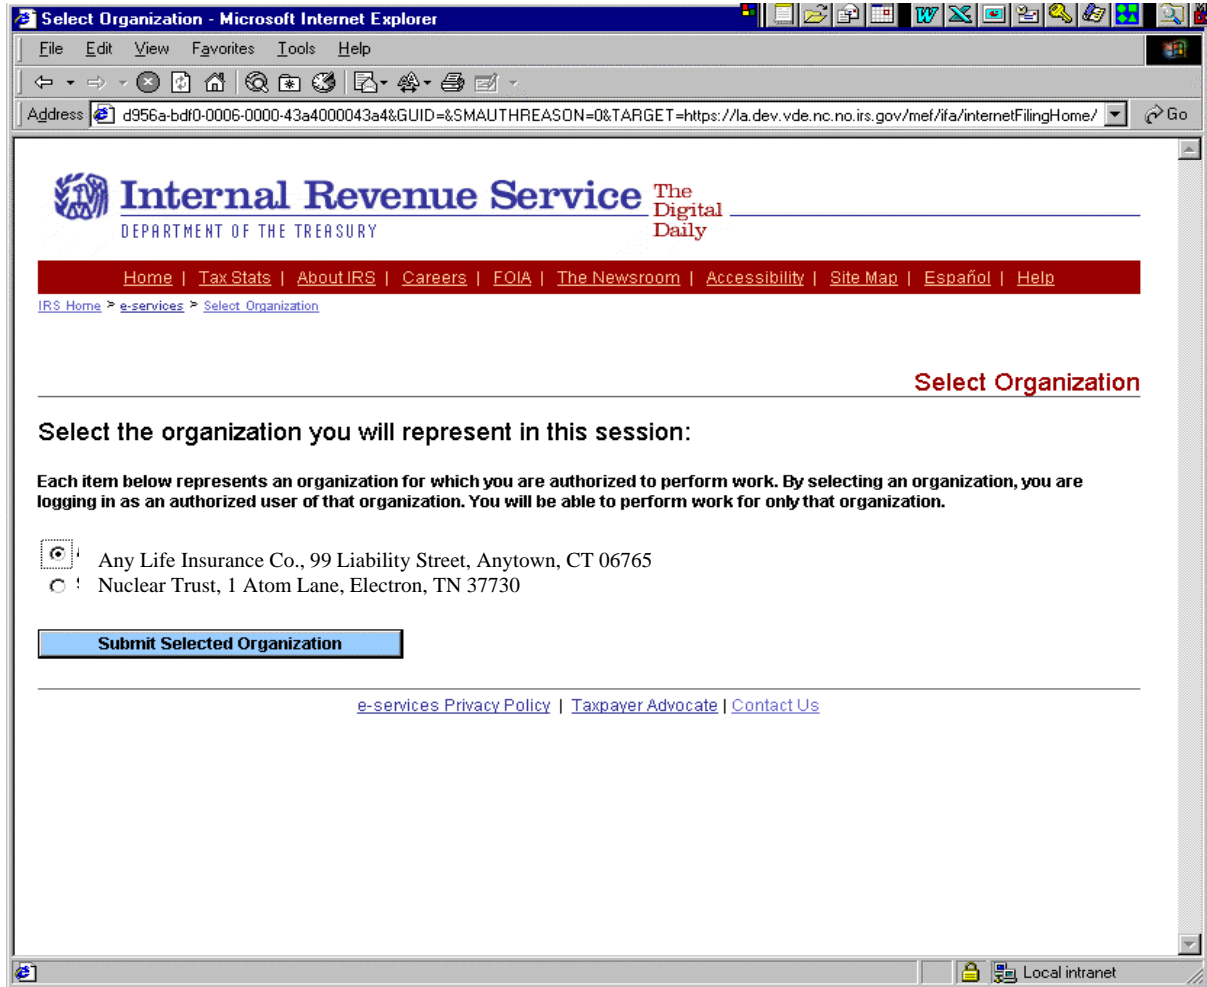 Select Organization - Microsoft Internet Explorer
File Edit View Favorites Tools Help
Address d956a-bdf0-0006-0000-43a4000043a4&GUID=&SMAUTHREASON=0&TARGET=https://la.dev.vde.nc.no.irs.gov/mef/ifa/internetFilingHome/ Go
Internal Revenue Service
DEPARTMENT OF THE TREASURY
The
Digital
Daily
Home | Tax Stats | About IRS | Careers | FOIA | The Newsroom | Accessibility | Site Map | Español | Help
IRS Home > e-services > Select Organization
Select Organization
Select the organization you will represent in this session:
Each item below represents an organization for which you are authorized to perform work. By selecting an organization, you are
logging in as an authorized user of that organization. You will be able to perform work for only that organization.
Any Life Insurance Co., 99 Liability Street, Anytown, CT 06765
Nuclear Trust, 1 Atom Lane, Electron, TN 37730
Submit Selected Organization
e-services Privacy Policy | Taxpayer Advocate | Contact Us
Local intranet